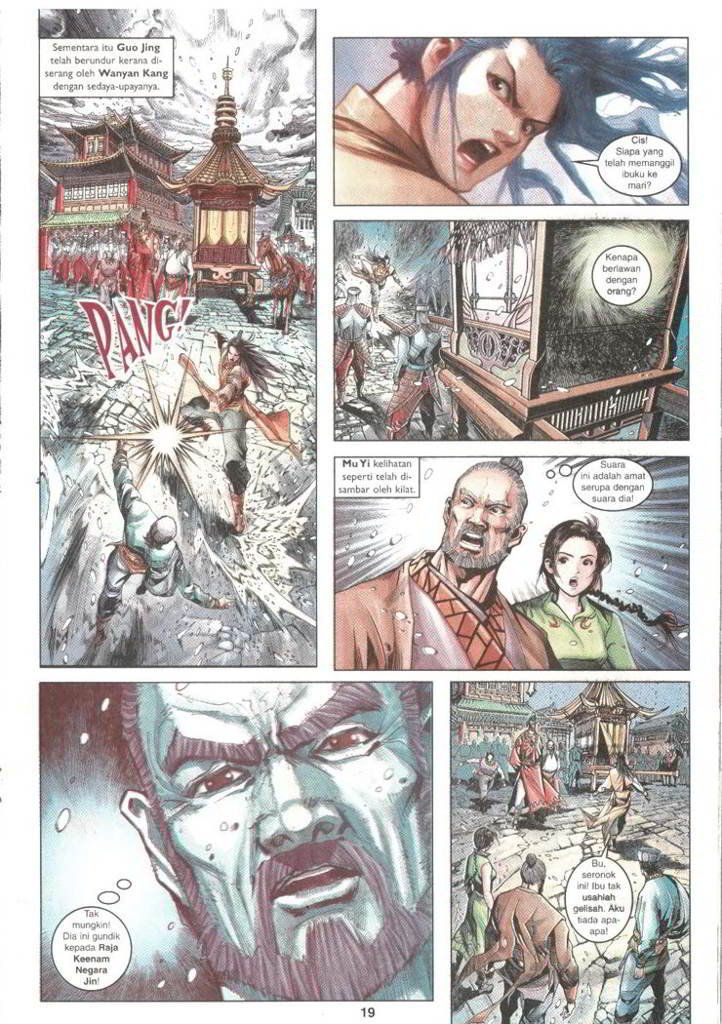 Sementara itu Guo Jing
telah berundur kerana di-
serang oleh Wanyan Kang
dengan sedaya-upayanya.
PANG!
Cis!
Siapa yang
telah memanggil
ibuku ke
mari?
Kenapa
berlawan
dengan
orang?
Mu Yi kelihatan
seperti telah di-
sambar oleh kilat.
Suara
ini adalah amat
serupa dengan
suara dia!
Tak
mungkin!
Dia ini gundik
kepada Raja
Keenam
Negara
Jin!
Bu,
seronok
ini! Ibu tak
usahlah
gelisah. Aku
tiada apa-
apa!
19